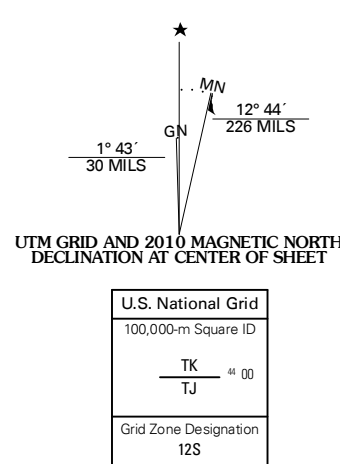 ★
MN
GN
12° 44´
226 MILS
1° 43´
30 MILS
UTM GRID AND 2010 MAGNETIC NORTH
DECLINATION AT CENTER OF SHEET
U.S. National Grid
100,000-m Square ID
TK
44 00
TJ
Grid Zone Designation
12S